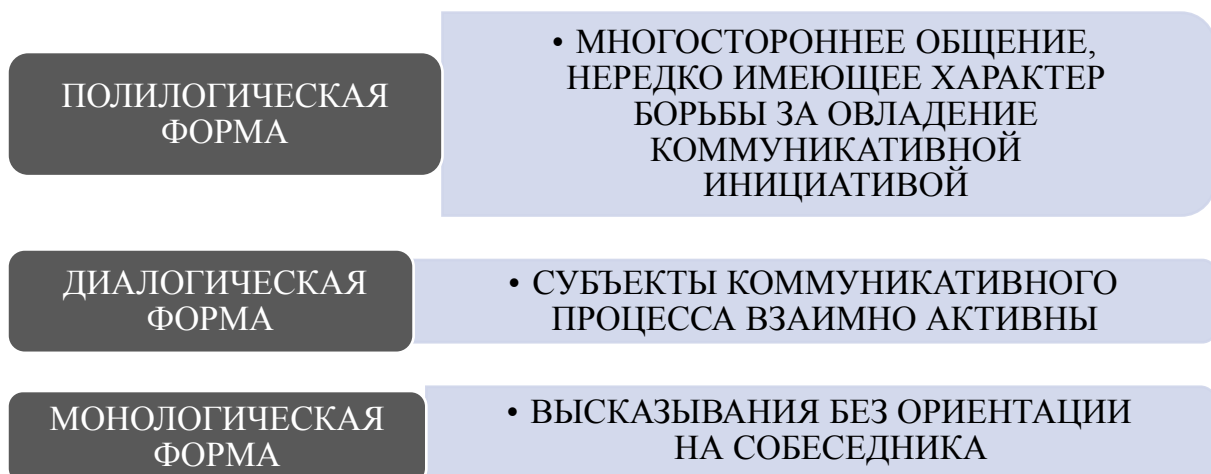 ПОЛИЛОГИЧЕСКАЯ
ФОРМА
• МНОГОСТОРОННЕЕ ОБЩЕНИЕ,
НЕРЕДКО ИМЕЮЩЕЕ ХАРАКТЕР
БОРЬБЫ ЗА ОВЛАДЕНИЕ
КОММУНИКАТИВНОЙ
ИНИЦИАТИВОЙ
ДИАЛОГИЧЕСКАЯ
ФОРМА
• СУБЪЕКТЫ КОММУНИКАТИВНОГО
ПРОЦЕССА ВЗАИМНО АКТИВНЫ
МОНОЛОГИЧЕСКАЯ
ФОРМА
• ВЫСКАЗЫВАНИЯ БЕЗ ОРИЕНТАЦИИ
НА СОБЕСЕДНИКА